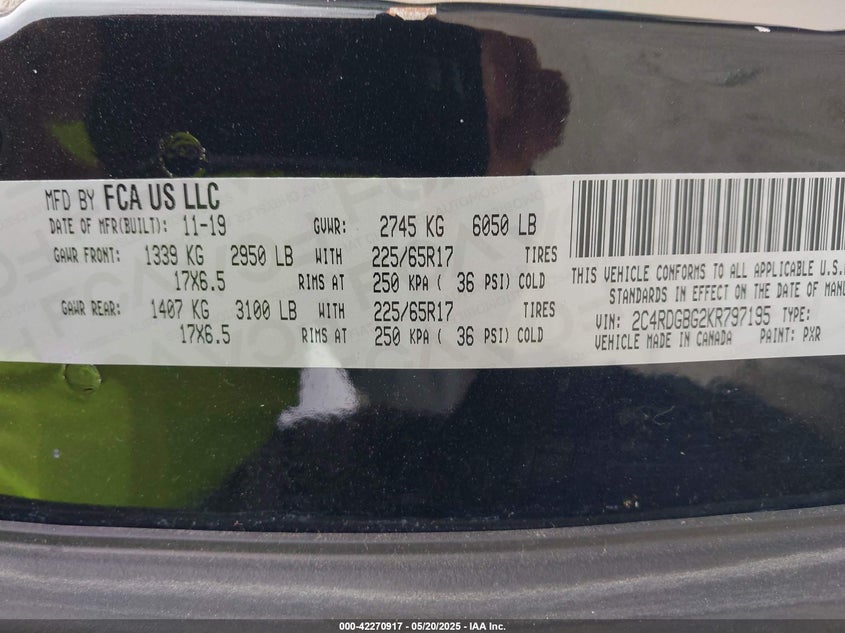 MFD BY FCA US LLC
DATE OF MFR(BUILT): 11-19 GVWR: 2745 KG 6050 LB
GAWR FRONT: 1339 KG 2950 LB WITH 225/65R17 TIRES
17X6.5 RIMS AT 250 KPA ( 36 PSI) COLD
GAWR REAR: 1407 KG 3100 LB WITH 225/65R17 TIRES
17X6.5 RIMS AT 250 KPA ( 36 PSI) COLD
THIS VEHICLE CONFORMS TO ALL APPLICABLE U.S.
STANDARDS IN EFFECT ON THE DATE OF MANU
VIN: 2C4RDGBG2KR797195 TYPE:
VEHICLE MADE IN CANADA PAINT: PXR
000-42270917 - 05/20/2025 - IAA Inc.